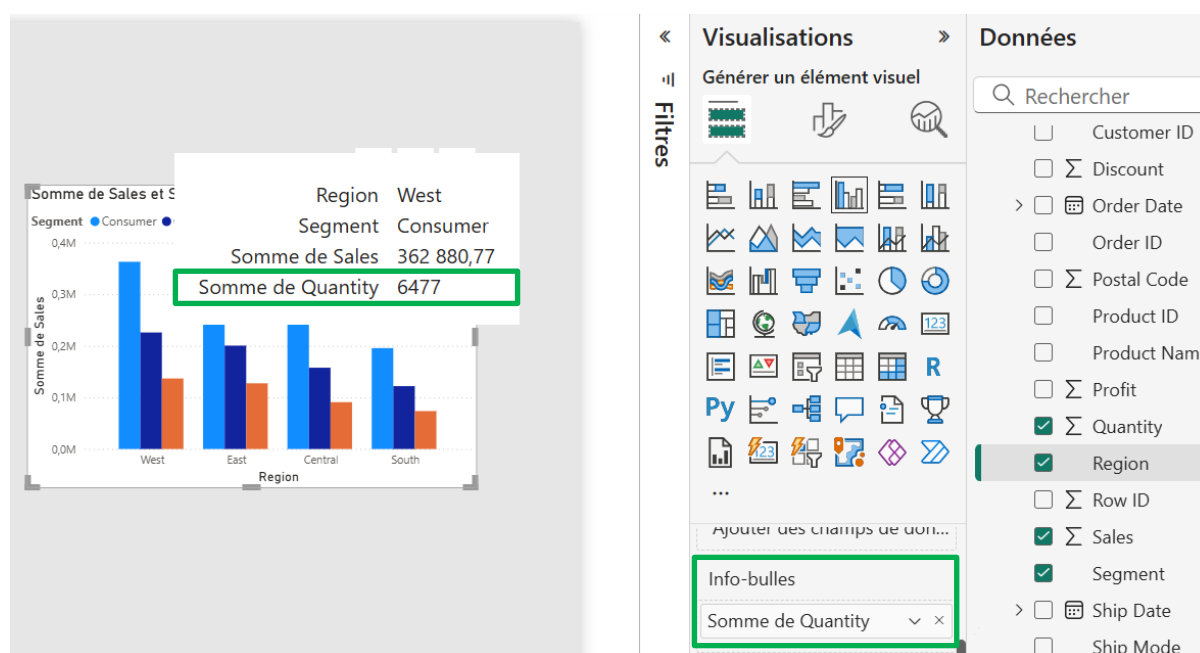 Somme de Sales et S
Segment Consumer
0,4M
0,3M
0,2M
0,1M
0,0M
Somme de Sales
West
East
Central
South
Region
Region West
Segment Consumer
Somme de Sales 362 880,77
Somme de Quantity 6477
Filtres
Visualisations
Générer un élément visuel
123
R
Py
123
...
Ajouter des champs de don...
Info-bulles
Somme de Quantity
Données
Rechercher
Customer ID
Discount
Order Date
Order ID
Postal Code
Product ID
Product Nam
Profit
Quantity
Region
Row ID
Sales
Segment
Ship Date
Ship Mode